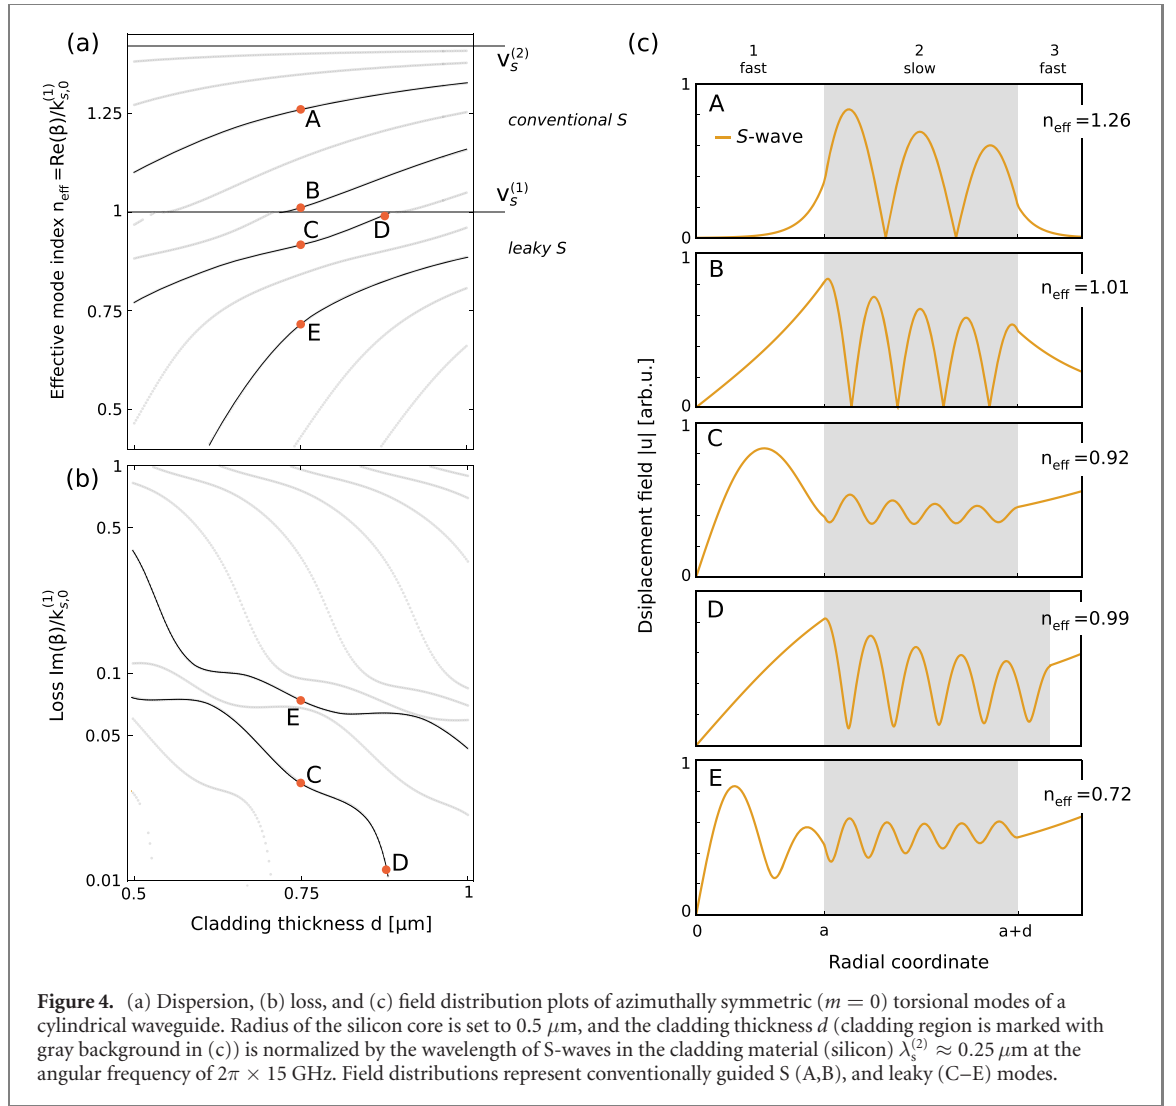 (a)
Effective mode index n_eff =Re(β)/k_{s,0}^{(1)}
1.25
1
0.75
0.5
A
B
C
D
E
v_s^{(2)}
conventional S
v_s^{(1)}
leaky S
(b)
Loss Im(β)/k_{s,0}^{(1)}
1
0.5
0.1
0.05
0.01
E
C
D
0.5
0.75
1
Cladding thickness d [μm]
(c)
1
fast
2
slow
3
fast
Dsiplacement field |u| [arb.u.]
1
0
A
S-wave
n_eff =1.26
1
0
B
n_eff =1.01
1
0
C
n_eff =0.92
D
n_eff =0.99
1
0
E
n_eff =0.72
0
a
a+d
Radial coordinate
Figure 4. (a) Dispersion, (b) loss, and (c) field distribution plots of azimuthally symmetric (m = 0) torsional modes of a
cylindrical waveguide. Radius of the silicon core is set to 0.5 μm, and the cladding thickness d (cladding region is marked with
gray background in (c)) is normalized by the wavelength of S-waves in the cladding material (silicon) λ_s^{(2)} ≈ 0.25 μm at the
angular frequency of 2π × 15 GHz. Field distributions represent conventionally guided S (A,B), and leaky (C–E) modes.